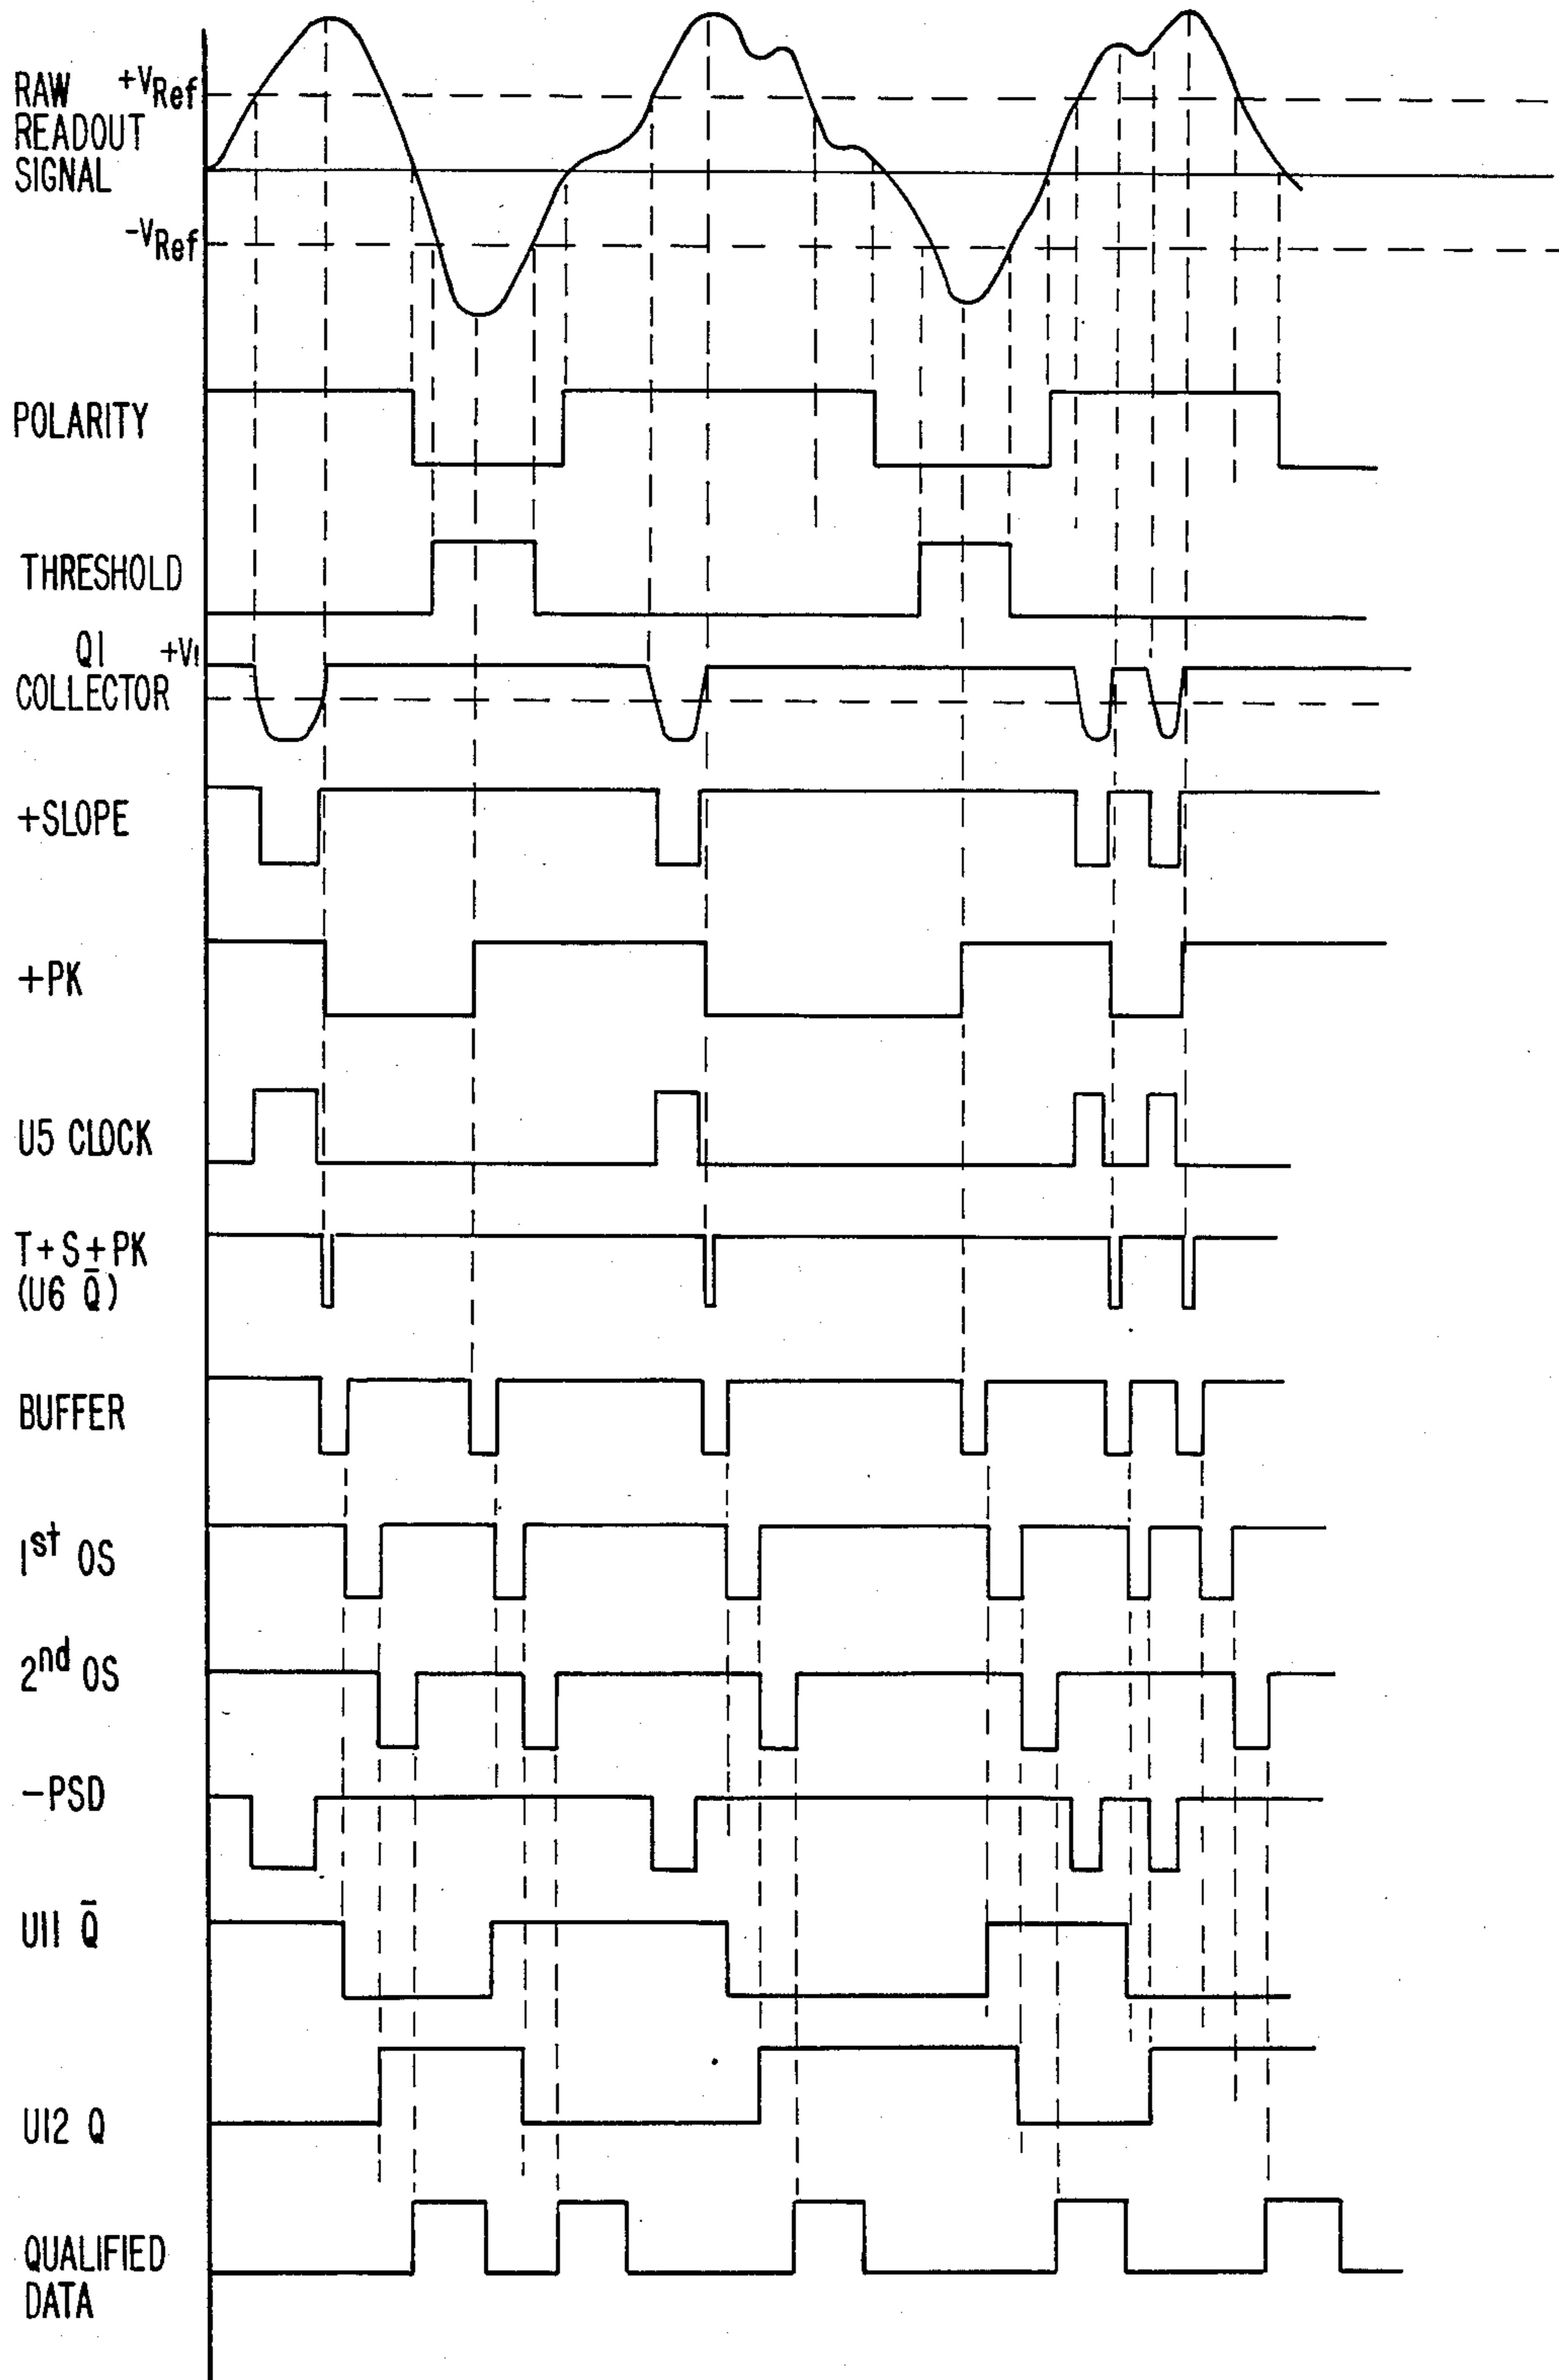 RAW
READOUT
SIGNAL
+VRef
-VRef
POLARITY
THRESHOLD
Q1
COLLECTOR
+V1
+SLOPE
+PK
U5 CLOCK
T+S+PK
(U6 Q̄)
BUFFER
1st OS
2nd OS
-PSD
U11 Q̄
U12 Q
QUALIFIED
DATA